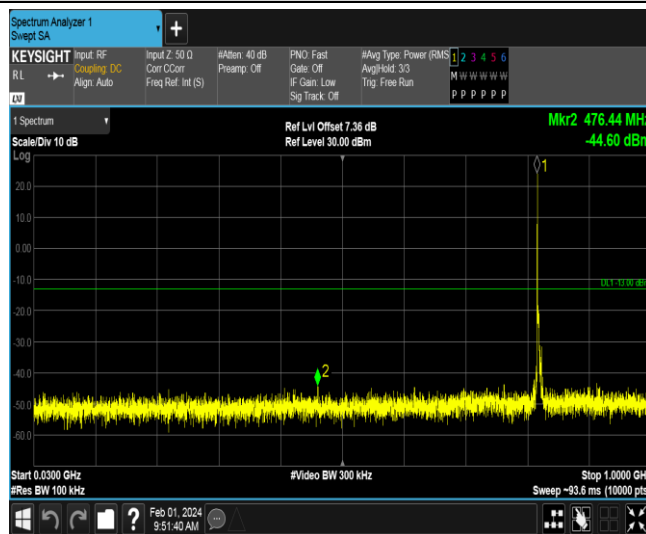 Spectrum Analyzer 1
Swept SA
+
KEYSIGHT Input: RF Input Z: 50 Ω #Atten: 40 dB PNO: Fast #Avg Type: Power (RMS 1 2 3 4 5 6
RL Coupling: DC Corr CCorr Preamp: Off Gate: Off Avg|Hold: 3/3 M W W W W W
Align: Auto Freq Ref: Int (S) IF Gain: Low Trig: Free Run
Sig Track: Off P P P P P P
LXI
1 Spectrum Ref Lvl Offset 7.36 dB Mkr2 476.44 MHz
Scale/Div 10 dB Ref Level 30.00 dBm -44.60 dBm
Log
1
20.0
10.0
0.00
-10.0 DL1 -13.00 dBm
-20.0
-30.0
-40.0 2
-50.0
-60.0
Start 0.0300 GHz #Video BW 300 kHz Stop 1.0000 GH
#Res BW 100 kHz Sweep ~93.6 ms (10000 pts
? Feb 01, 2024
9:51:40 AM